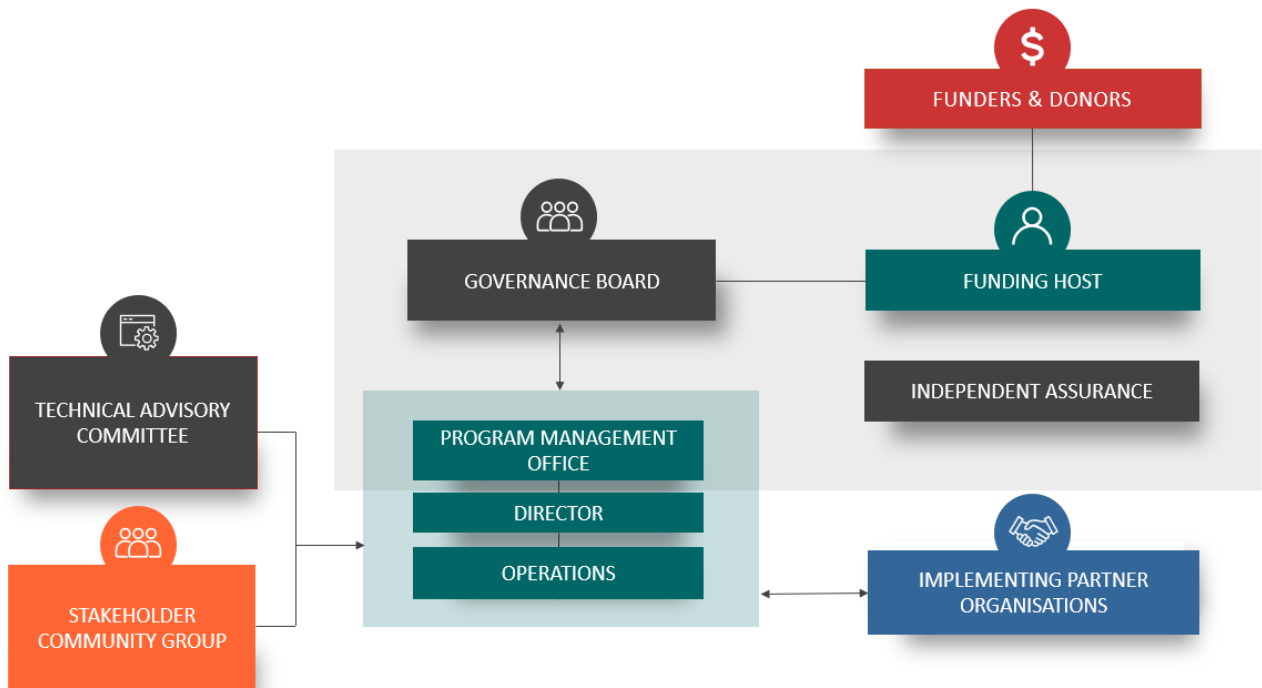 $
FUNDERS & DONORS
GOVERNANCE BOARD
FUNDING HOST
TECHNICAL ADVISORY
COMMITTEE
INDEPENDENT ASSURANCE
PROGRAM MANAGEMENT
OFFICE
DIRECTOR
OPERATIONS
STAKEHOLDER
COMMUNITY GROUP
IMPLEMENTING PARTNER
ORGANISATIONS